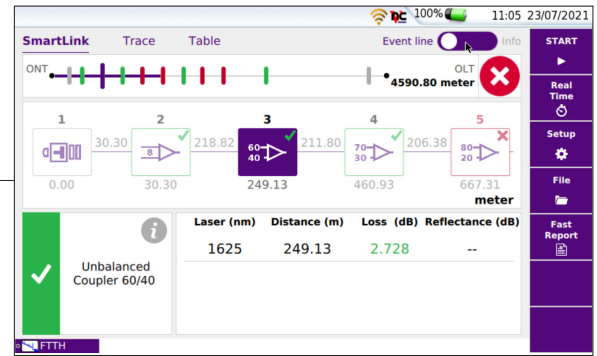 100% 11:05 23/07/2021
SmartLink Trace Table Event line Info START
ONT OLT
4590.80 meter
Real
Time
1 2 3 4 5
30.30 218.82 211.80 206.38
8 60 40 70 30 80 20
Setup
0.00 30.30 249.13 460.93 667.31
meter
File
Laser (nm) Distance (m) Loss (dB) Reflectance (dB)
1625 249.13 2.728 --
Fast
Report
i
Unbalanced
Coupler 60/40
FTTH